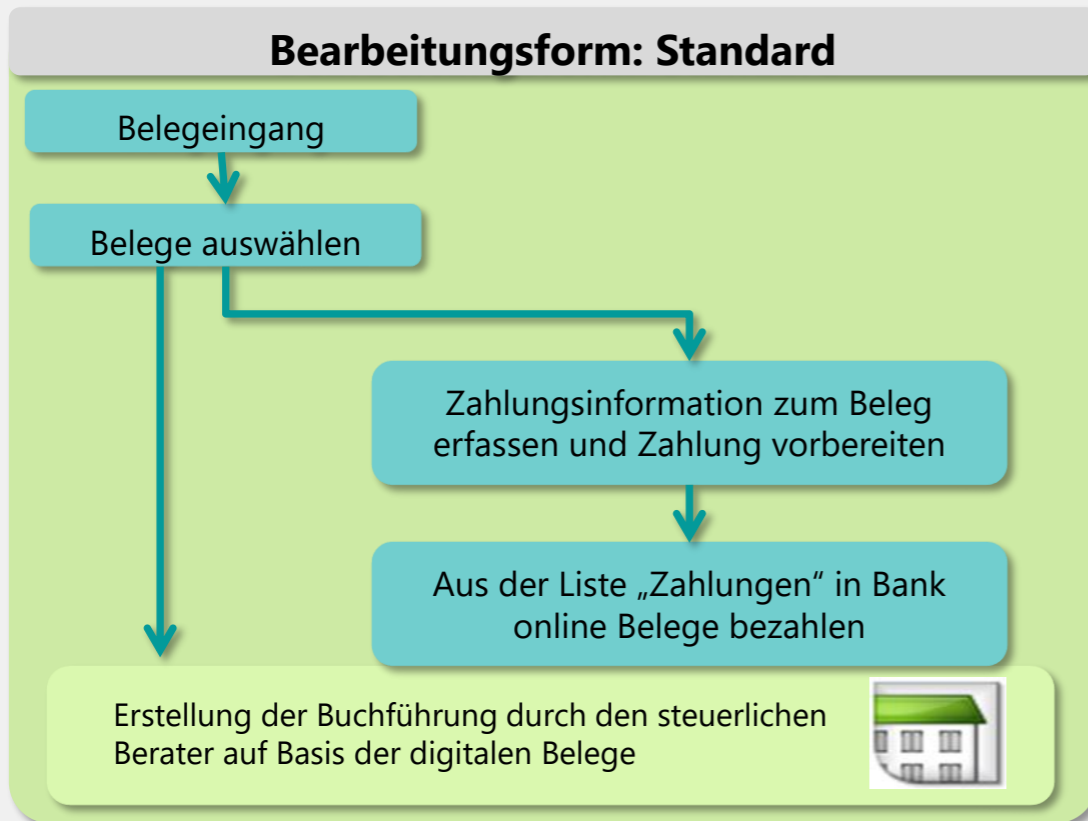 Bearbeitungsform: Standard
Belegeingang
Belege auswählen
Zahlungsinformation zum Beleg
erfassen und Zahlung vorbereiten
Aus der Liste „Zahlungen“ in Bank
online Belege bezahlen
Erstellung der Buchführung durch den steuerlichen
Berater auf Basis der digitalen Belege